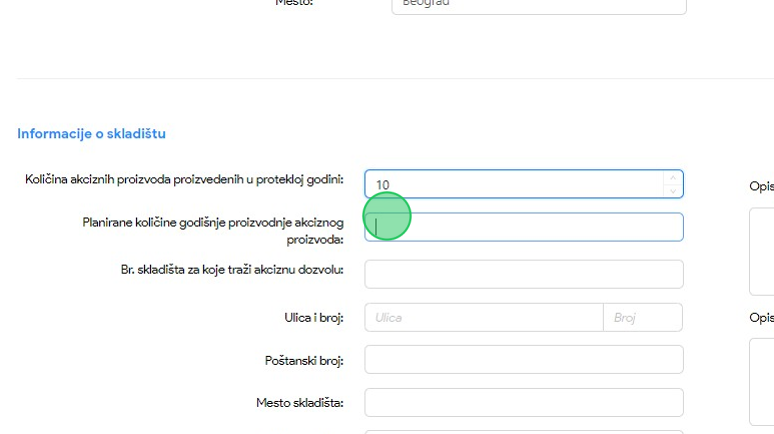 Mesto:
Beograd
Informacije o skladištu
Količina akciznih proizvoda proizvedenih u protekloj godini:
10
Opis
Planirane količine godišnje proizvodnje akciznog
proizvoda:
Br. skladišta za koje traži akciznu dozvolu:
Ulica i broj:
Ulica
Broj
Opis
Poštanski broj:
Mesto skladišta: